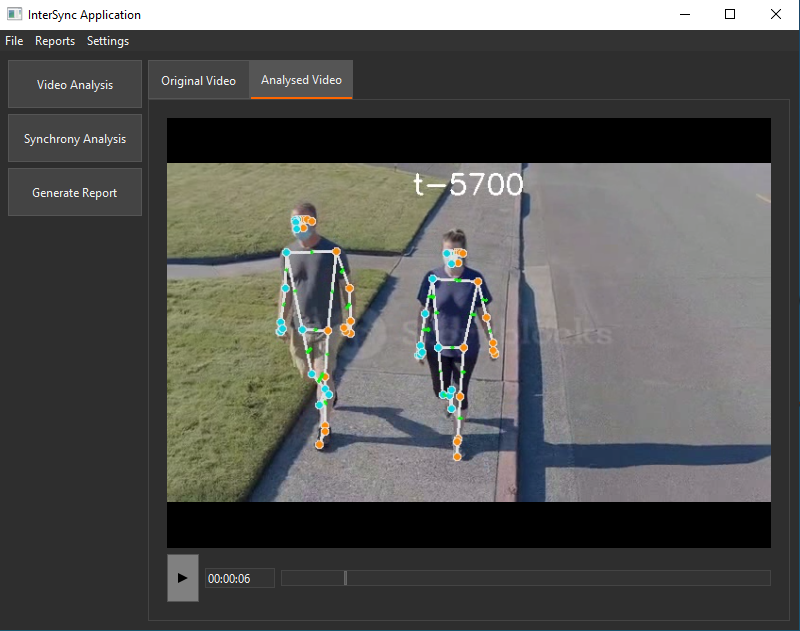 InterSync Application
File Reports Settings
Video Analysis
Synchrony Analysis
Generate Report
Original Video
Analysed Video
t-5700
00:00:06